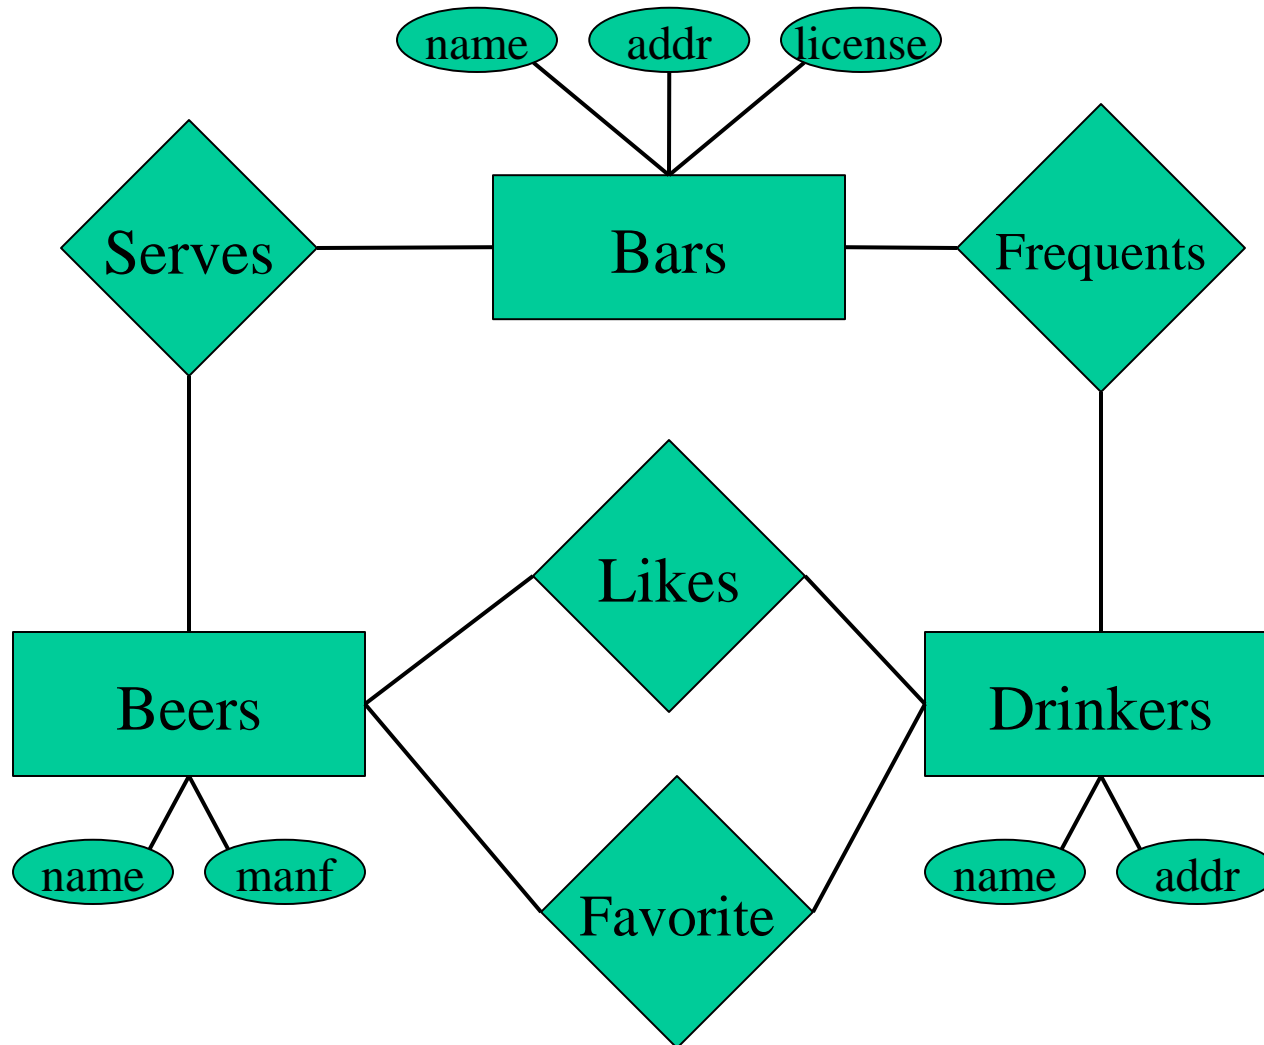 name
addr
license
Serves
Bars
Frequents
Likes
Beers
Drinkers
name
manf
name
addr
Favorite